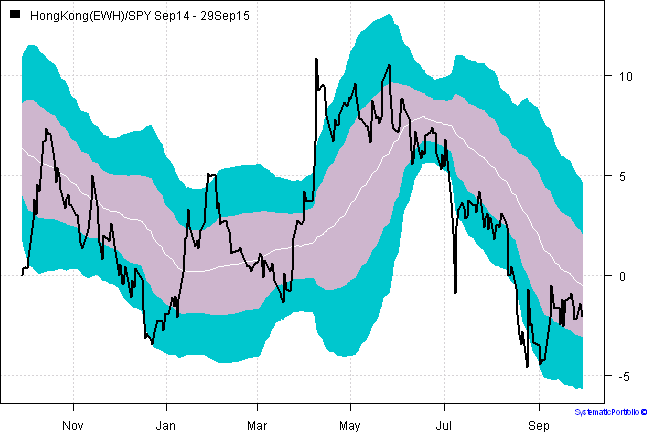 HongKong(EWH)/SPY Sep14 - 29Sep15
10
5
0
-5
Nov Jan Mar May Jul Sep
SystematicPortfolio ©